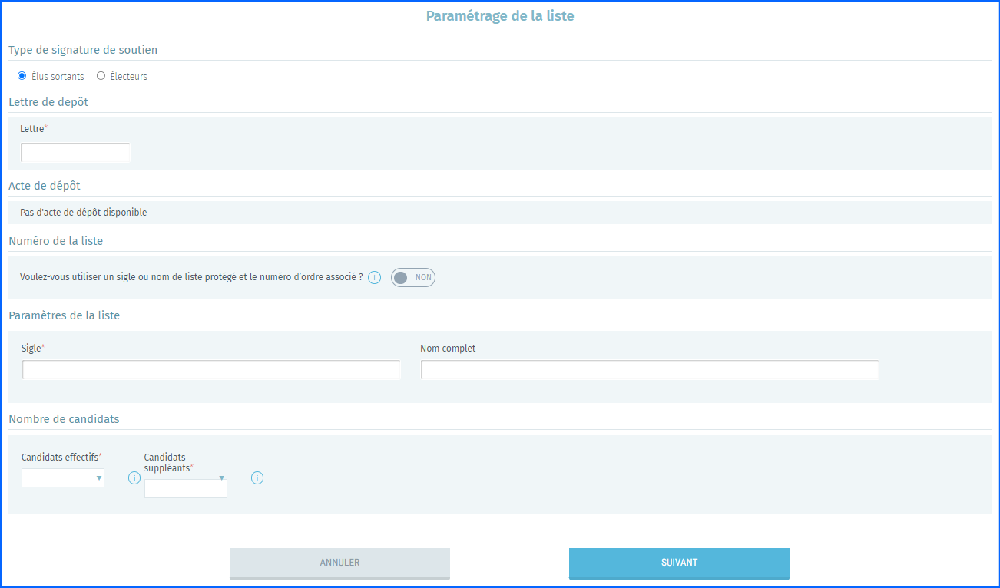 Paramétrage de la liste
Type de signature de soutien
Élus sortants Électeurs
Lettre de depôt
Lettre*
Acte de dépôt
Pas d'acte de dépôt disponible
Numéro de la liste
Voulez-vous utiliser un sigle ou nom de liste protégé et le numéro d'ordre associé ? i NON
Paramètres de la liste
Sigle* Nom complet
Nombre de candidats
Candidats effectifs* i
Candidats
suppléants* i
ANNULER SUIVANT